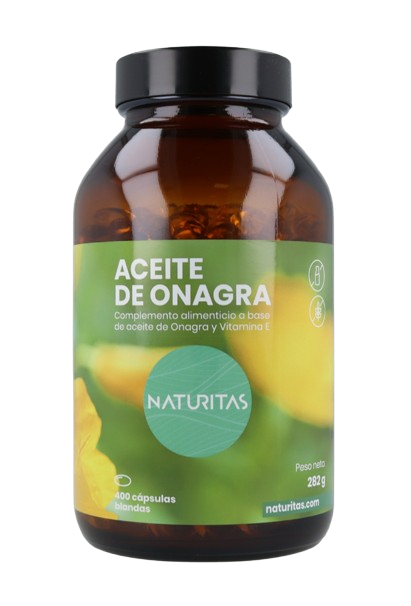 ACEITE
DE ONAGRA
Complemento alimenticio a base
de aceite de Onagra y Vitamina E
NATURITAS
Peso neto
282 g
400 cápsulas
blandas
naturitas.com